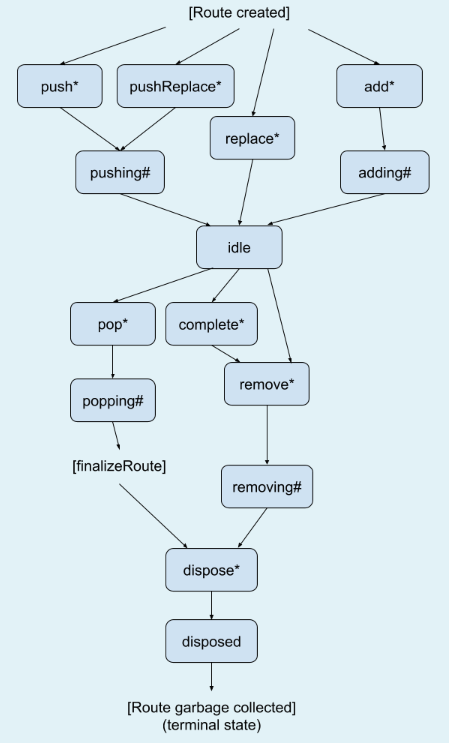 [Route created]
push*
pushReplace*
add*
replace*
pushing#
adding#
idle
pop*
complete*
remove*
popping#
[finalizeRoute]
removing#
dispose*
disposed
[Route garbage collected]
(terminal state)